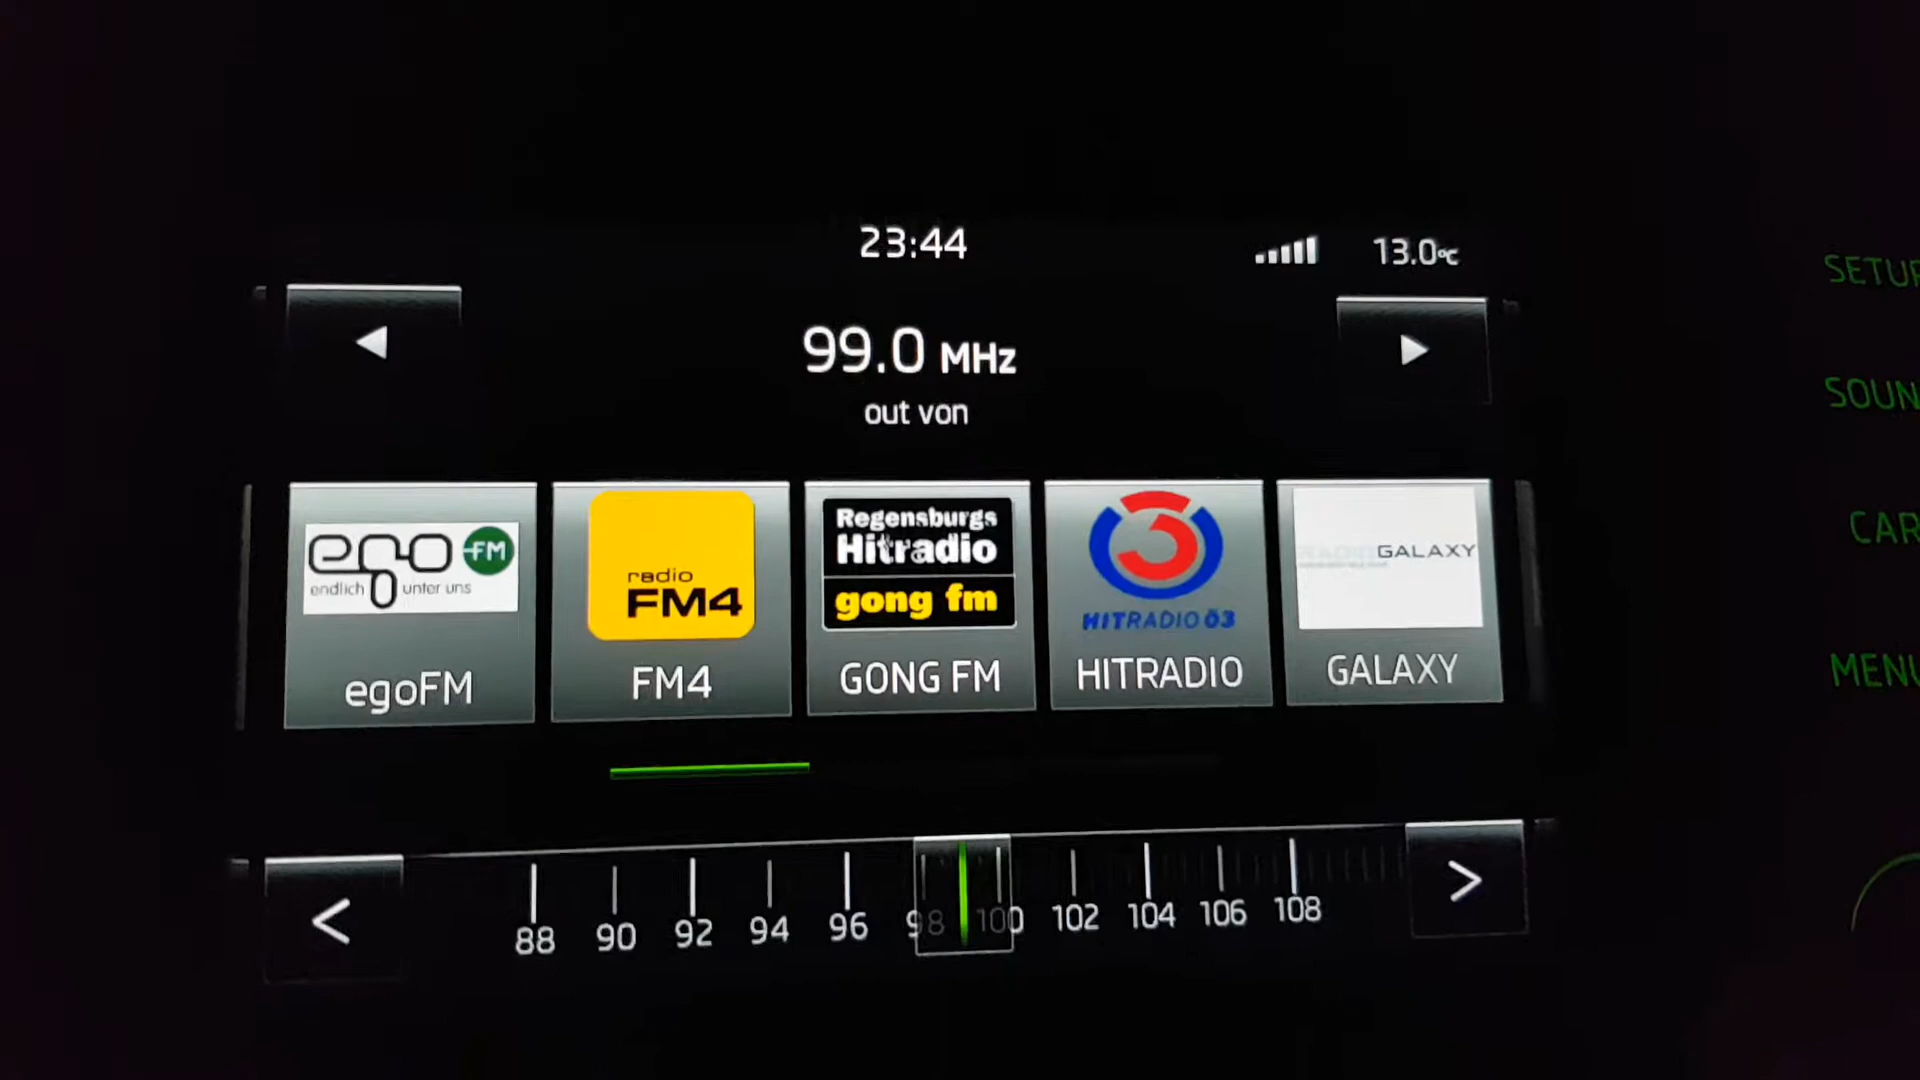 23:44
13.0°C
SETUP
99.0 MHz
out von
SOUN
ego FM
endlich unter uns
egoFM
radio
FM4
FM4
Regensburgs
Hitradio
gong fm
GONG FM
3
HITRADIO Ö3
HITRADIO
RADIO GALAXY
GALAXY
CAR
MENU
88 90 92 94 96 98 100 102 104 106 108